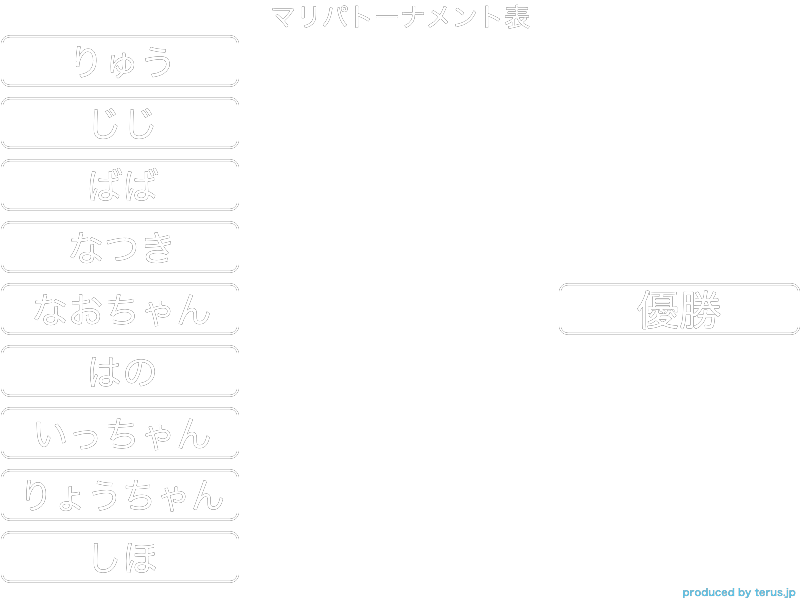 マリパトーナメント表
りゅう
じじ
ばば
なつき
なおちゃん
はの
いっちゃん
りょうちゃん
しほ
優勝
produced by terus.jp